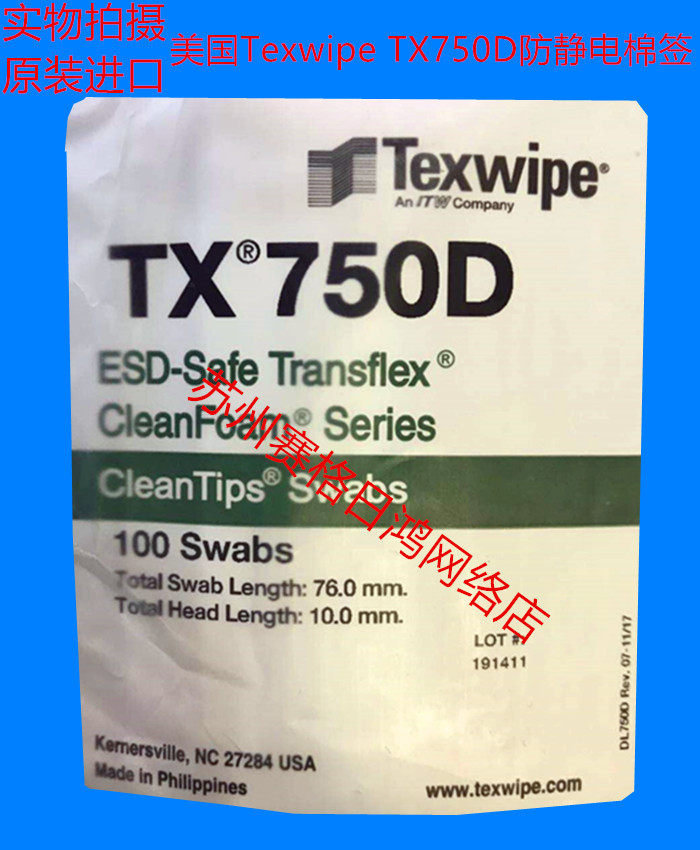 实物拍摄
原装进口
美国Texwipe TX750D防静电棉签
Texwipe®
An ITW Company
TX®750D
ESD-Safe Transflex®
CleanFoam® Series
CleanTips® Swabs
100 Swabs
Total Swab Length: 76.0 mm.
Total Head Length: 10.0 mm.
苏州赛格日鸿网络店
LOT #
191411
DL750D Rev. 07-11/17
Kernersville, NC 27284 USA
Made in Philippines
www.texwipe.com